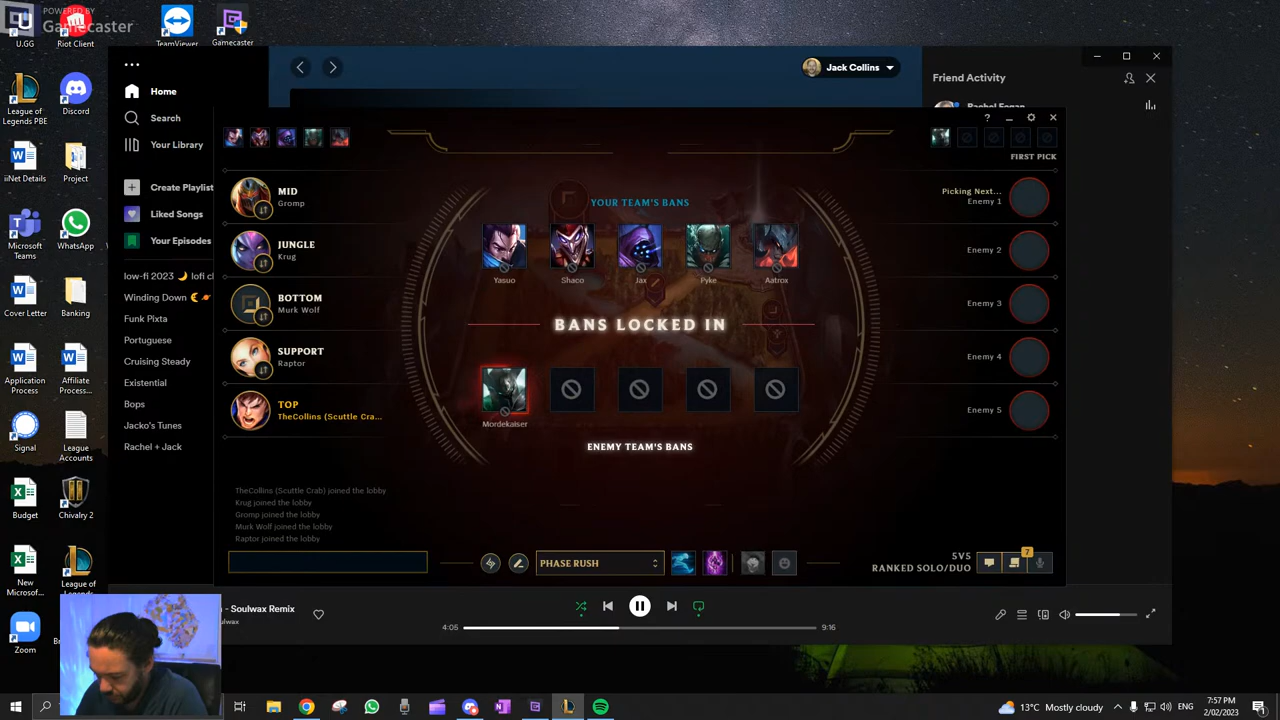 POWERED BY
Gamecaster
U.GG
Riot Client
TeamViewer
Gamecaster
League of
Legends PBE
Discord
iiNet Details
Project
Microsoft
Teams
WhatsApp
Cover Letter
Banking
Application
Process
Affiliate
Process...
Signal
League
Accounts
Budget
Chivalry 2
New
Microsof...
League of
Legends
Zoom
Home
Search
Your Library
Create Playlist
Liked Songs
Your Episodes
low-fi 2023 🌙 lofi cl
Winding Down
Funk Pixta
Portuguese
Cruising Steady
Existential
Bops
Jacko's Tunes
Rachel + Jack
Jack Collins
Friend Activity
Rachel Fogan
FIRST PICK
MID
Gromp
JUNGLE
Krug
BOTTOM
Murk Wolf
SUPPORT
Raptor
TOP
TheCollins (Scuttle Cra...
YOUR TEAM'S BANS
Yasuo
Shaco
Jax
Pyke
Aatrox
BANS LOCKED IN
Mordekaiser
ENEMY TEAM'S BANS
Picking Next...
Enemy 1
Enemy 2
Enemy 3
Enemy 4
Enemy 5
TheCollins (Scuttle Crab) joined the lobby
Krug joined the lobby
Gromp joined the lobby
Murk Wolf joined the lobby
Raptor joined the lobby
PHASE RUSH
5VS
RANKED SOLO/DUO
7
- Soulwax Remix
ulwax
4:05
9:16
13°C Mostly cloudy
7:57 PM
2/02/2023
1